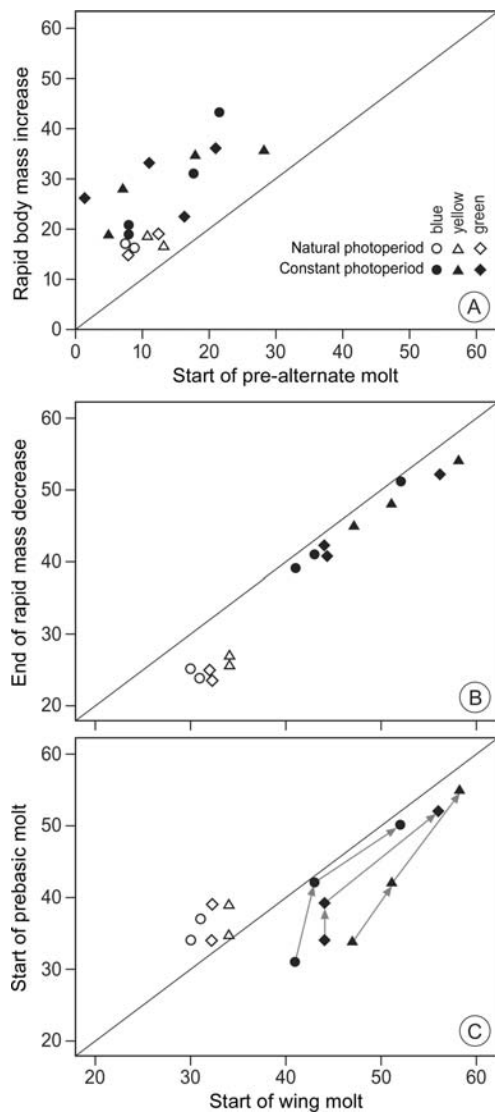 60
50
40
30
20
10
0
Rapid body mass increase
blue
yellow
green
Natural photoperiod
Constant photoperiod
A
0 10 20 30 40 50 60
Start of pre-alternate molt
60
50
40
30
20
End of rapid mass decrease
B
60
50
40
30
20
Start of prebasic molt
C
20 30 40 50 60
Start of wing molt